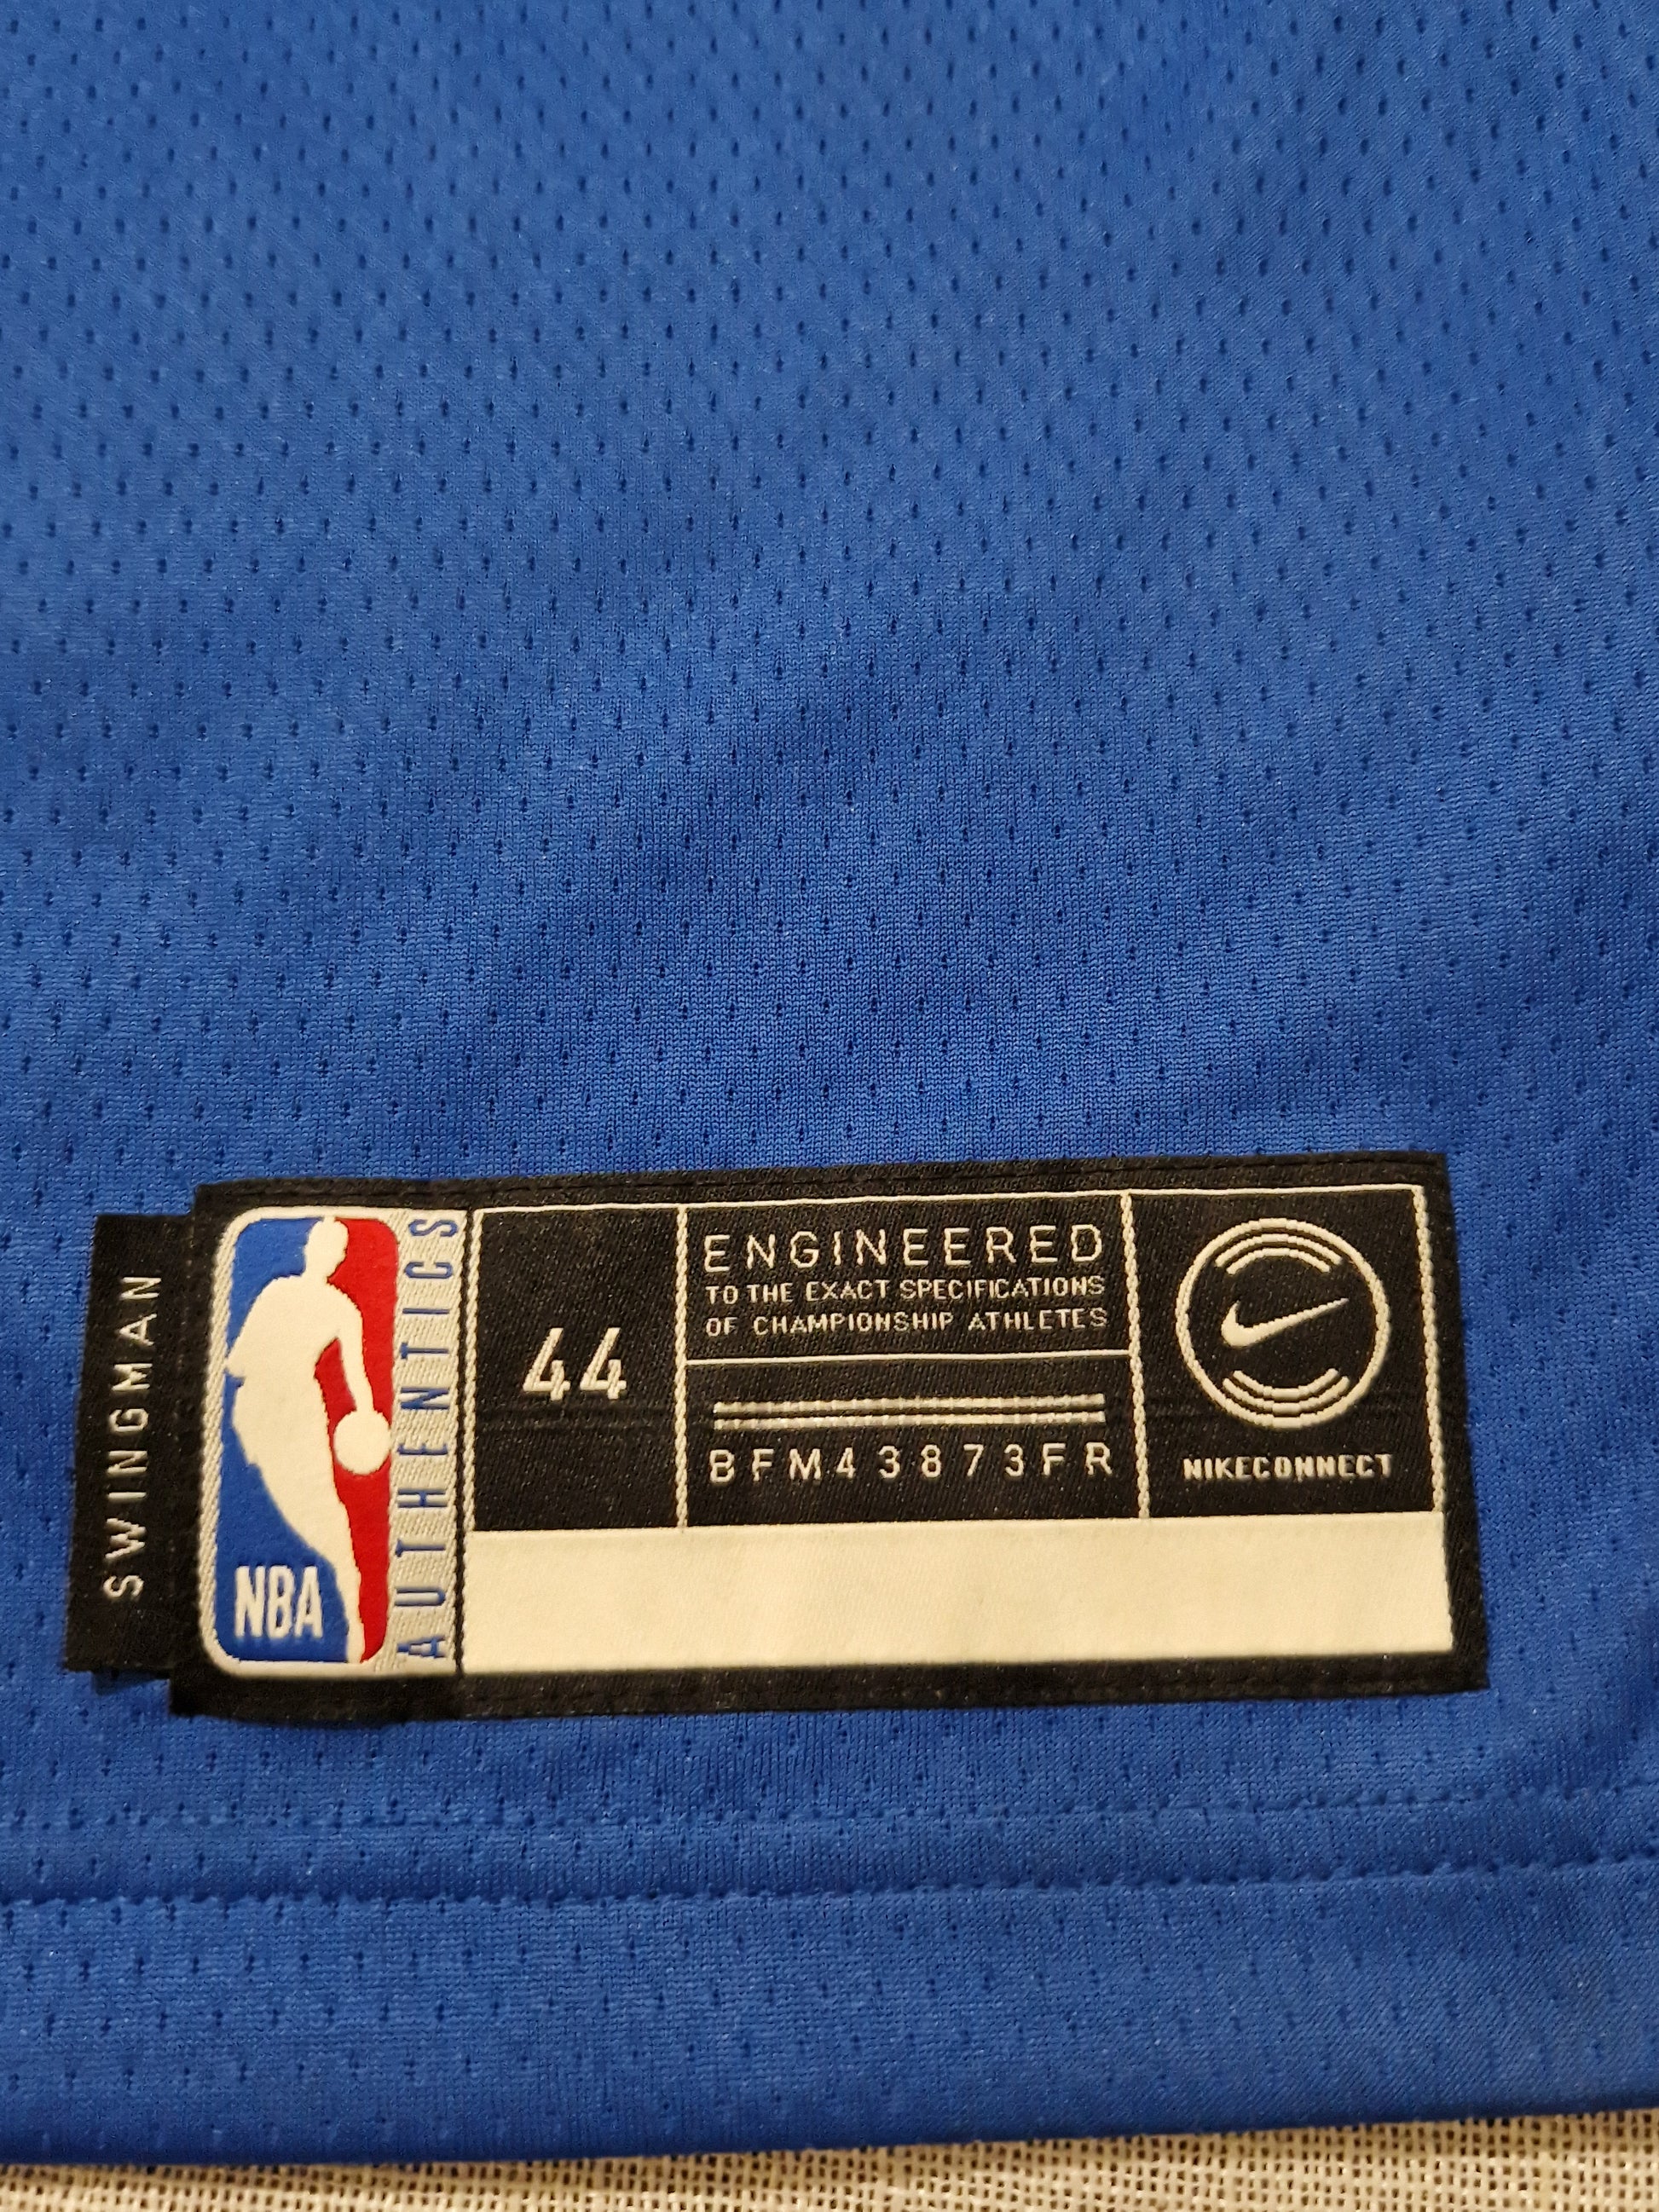 SWINGMAN
NBA
AUTHENTICS
44
ENGINEERED
TO THE EXACT SPECIFICATIONS
OF CHAMPIONSHIP ATHLETES
BFM43873FR
NIKECONNECT